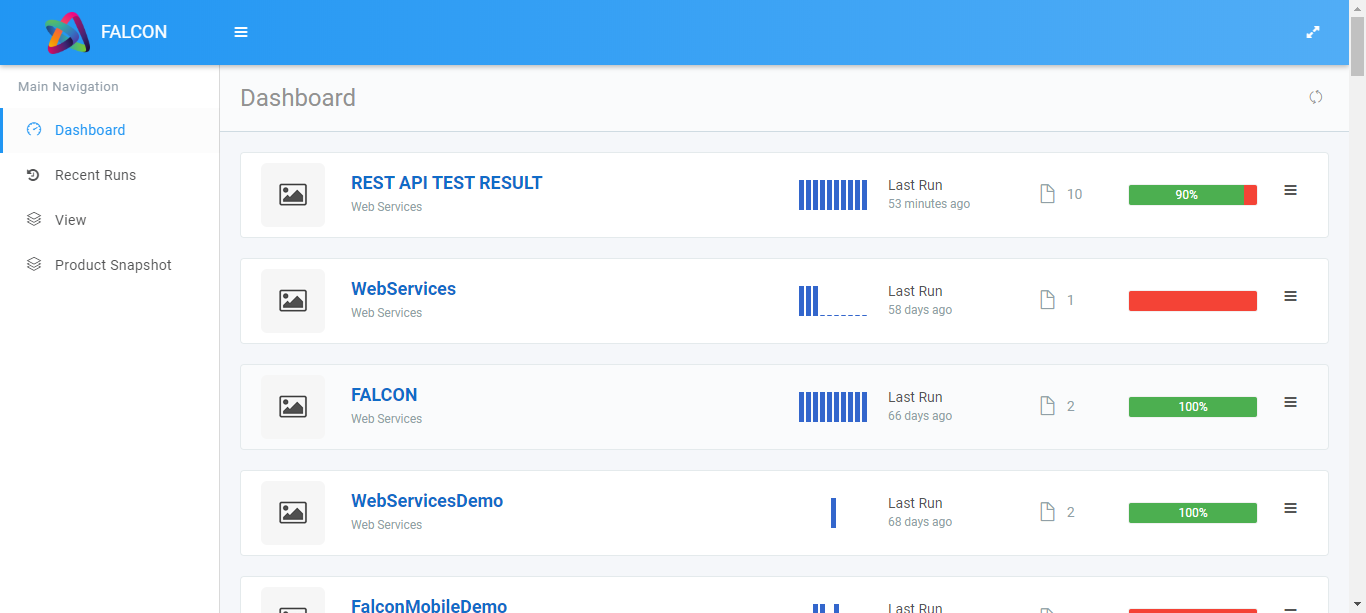 FALCON
Main Navigation
Dashboard
Recent Runs
View
Product Snapshot
Dashboard
REST API TEST RESULT
Web Services
Last Run
53 minutes ago
10
90%
WebServices
Web Services
Last Run
58 days ago
1
FALCON
Web Services
Last Run
66 days ago
2
100%
WebServicesDemo
Web Services
Last Run
68 days ago
2
100%
FalconMobileDemo
Last Run